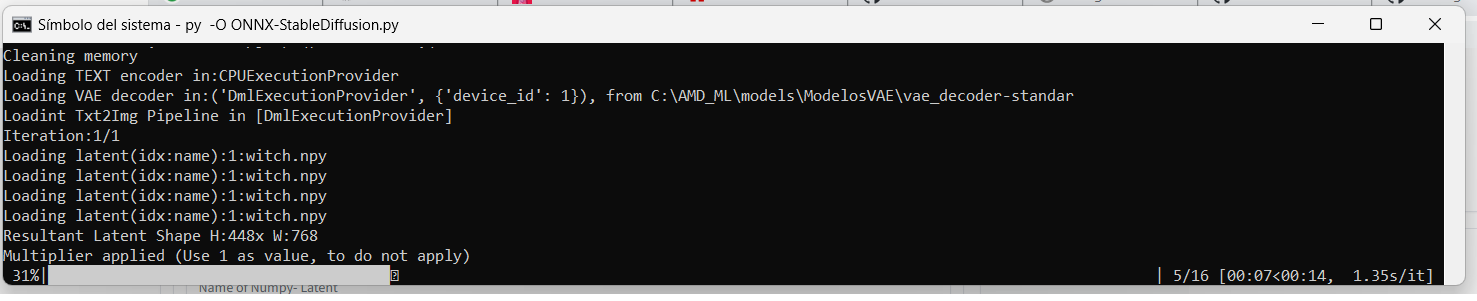 Símbolo del sistema - py -O ONNX-StableDiffusion.py
Cleaning memory
Loading TEXT encoder in:CPUExecutionProvider
Loading VAE decoder in:('DmlExecutionProvider', {'device_id': 1}), from C:\AMD_ML\models\ModelosVAE\vae_decoder-standar
Loadint Txt2Img Pipeline in [DmlExecutionProvider]
Iteration:1/1
Loading latent(idx:name):1:witch.npy
Loading latent(idx:name):1:witch.npy
Loading latent(idx:name):1:witch.npy
Loading latent(idx:name):1:witch.npy
Resultant Latent Shape H:448x W:768
Multiplier applied (Use 1 as value, to do not apply)
31%| | 5/16 [00:07<00:14, 1.35s/it]
Name of Numpy- Latent